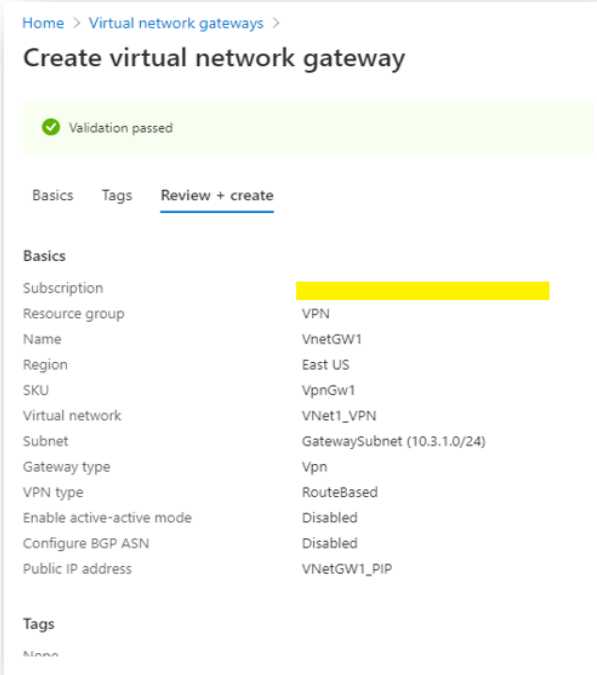 Home > Virtual network gateways >
Create virtual network gateway
Validation passed
Basics Tags Review + create
Basics
Subscription
Resource group VPN
Name VnetGW1
Region East US
SKU VpnGw1
Virtual network VNet1_VPN
Subnet GatewaySubnet (10.3.1.0/24)
Gateway type Vpn
VPN type RouteBased
Enable active-active mode Disabled
Configure BGP ASN Disabled
Public IP address VNetGW1_PIP
Tags
None